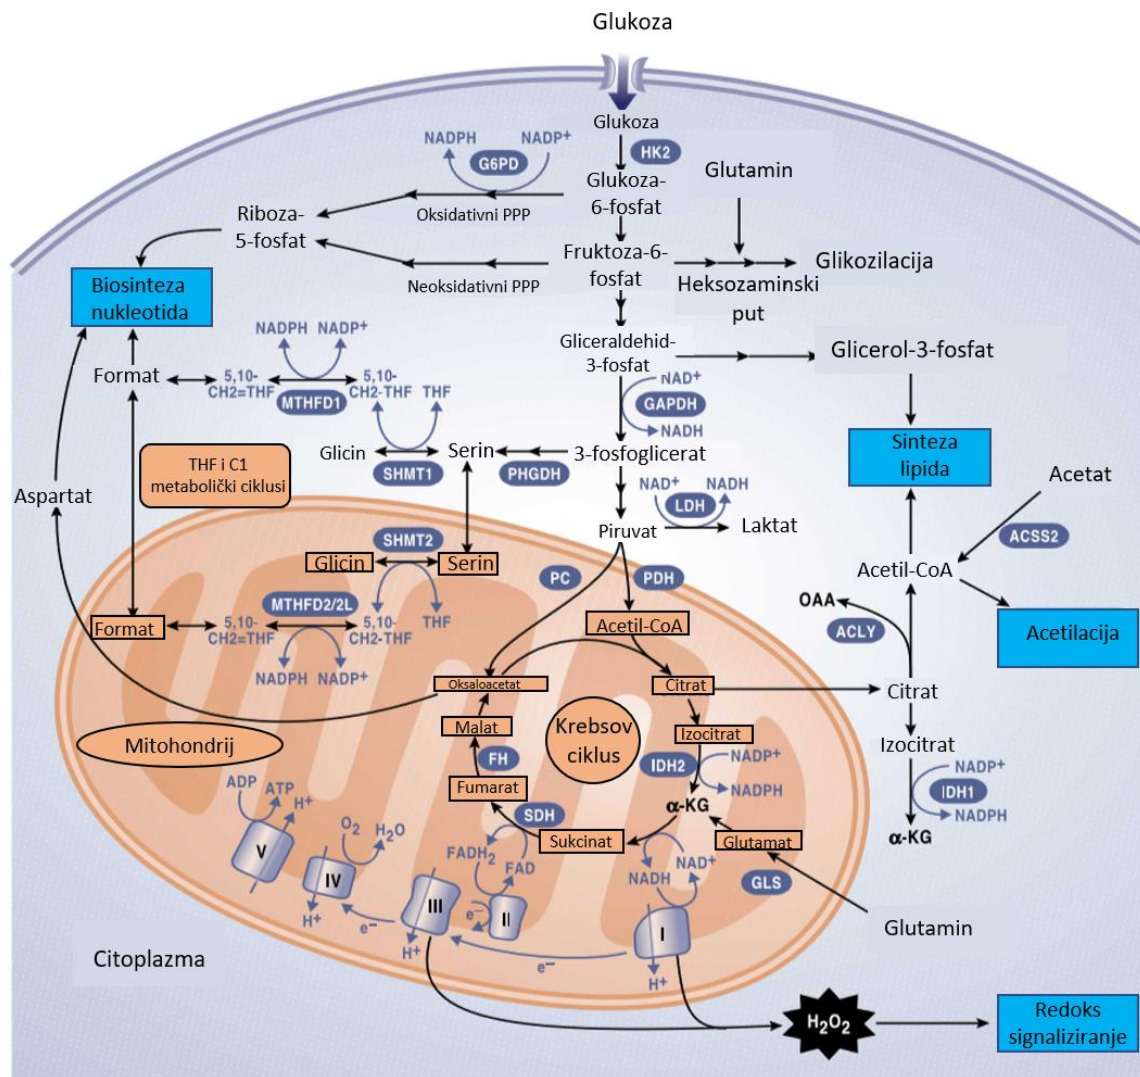 Glukoza
Glukoza
HK2
NADPH
NADP+
G6PD
Glukoza-
6-fosfat
Glutamin
Oksidativni PPP
Riboza-
5-fosfat
Fruktoza-6-
fosfat
Neoksidativni PPP
Heksozaminski
put
Glikozilacija
Biosinteza
nukleotida
NADPH
NADP+
Gliceraldehid-
3-fosfat
Glicerol-3-fosfat
Format
5,10-
CH2=THF
MTHFD1
5,10-
CH2-THF
THF
NAD+
GAPDH
NADH
Glicin
SHMT1
Serin
PHGDH
3-fosfoglicerat
Sinteza
lipida
THF i C1
metabolički ciklusi
Aspartat
NAD+
NADH
LDH
Piruvat
Laktat
Acetat
ACSS2
Acetil-CoA
SHMT2
Glicin
Serin
PC
PDH
MTHFD2/2L
Format
5,10-
CH2=THF
5,10-
CH2-THF
THF
NADPH
NADP+
Acetil-CoA
OAA
ACLY
Acetilacija
Oksaloacetat
Citrat
Citrat
Malat
Krebsov
ciklus
Izocitrat
Izocitrat
Mitohondrij
FH
IDH2
NADP+
NADPH
NADP+
IDH1
NADPH
Fumarat
α-KG
α-KG
ADP
ATP
H+
SDH
Sukcinat
Glutamat
O2
H2O
FADH2
FAD
NADH
NAD+
GLS
V
IV
III
II
I
e–
H+
e–
H+
e–
H+
Glutamin
Citoplazma
H2O2
Redoks
signaliziranje